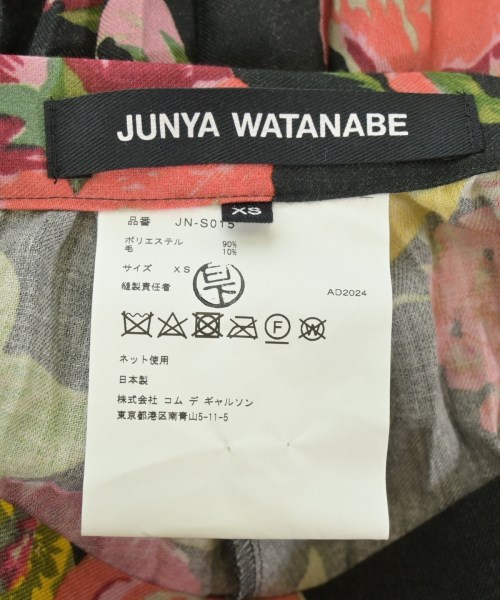 JUNYA WATANABE
XS
品番 JN-S015
ポリエステル 90%
毛 10%
サイズ XS
縫製責任者
AD2024
F
W
ネット使用
日本製
株式会社 コム デ ギャルソン
東京都港区南青山5-11-5